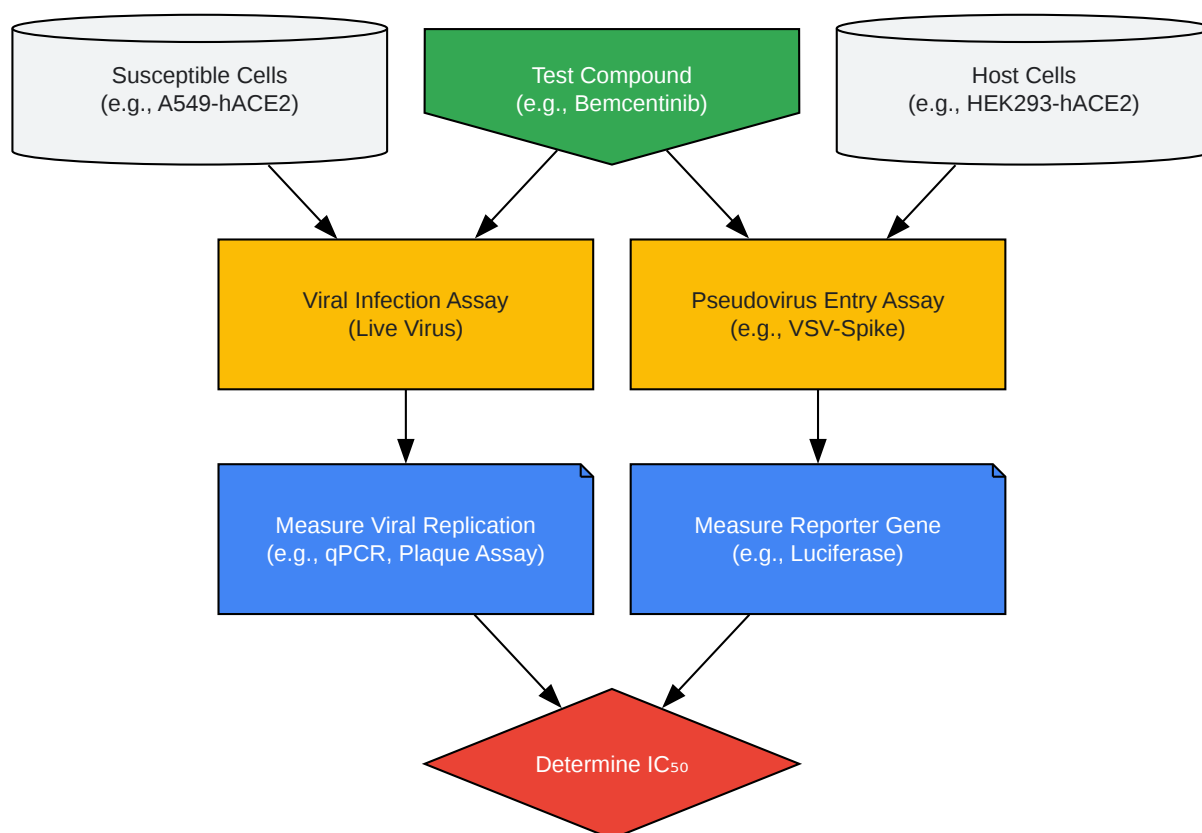 Susceptible Cells
(e.g., A549-hACE2)
Test Compound
(e.g., Bemcentinib)
Host Cells
(e.g., HEK293-hACE2)
Viral Infection Assay
(Live Virus)
Pseudovirus Entry Assay
(e.g., VSV-Spike)
Measure Viral Replication
(e.g., qPCR, Plaque Assay)
Measure Reporter Gene
(e.g., Luciferase)
Determine IC₅₀